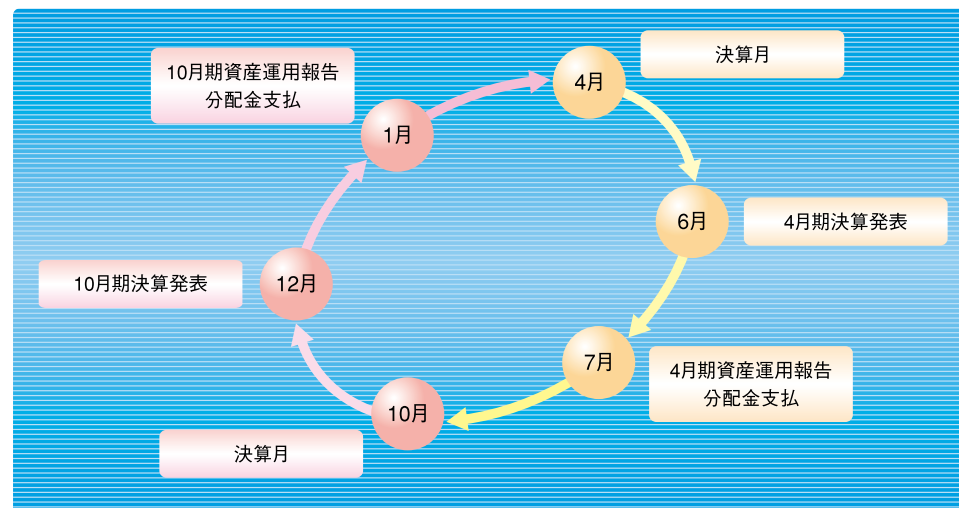 決算月
4月
10月期資産運用報告
分配金支払
1月
6月
4月期決算発表
10月期決算発表
12月
7月
4月期資産運用報告
分配金支払
10月
決算月